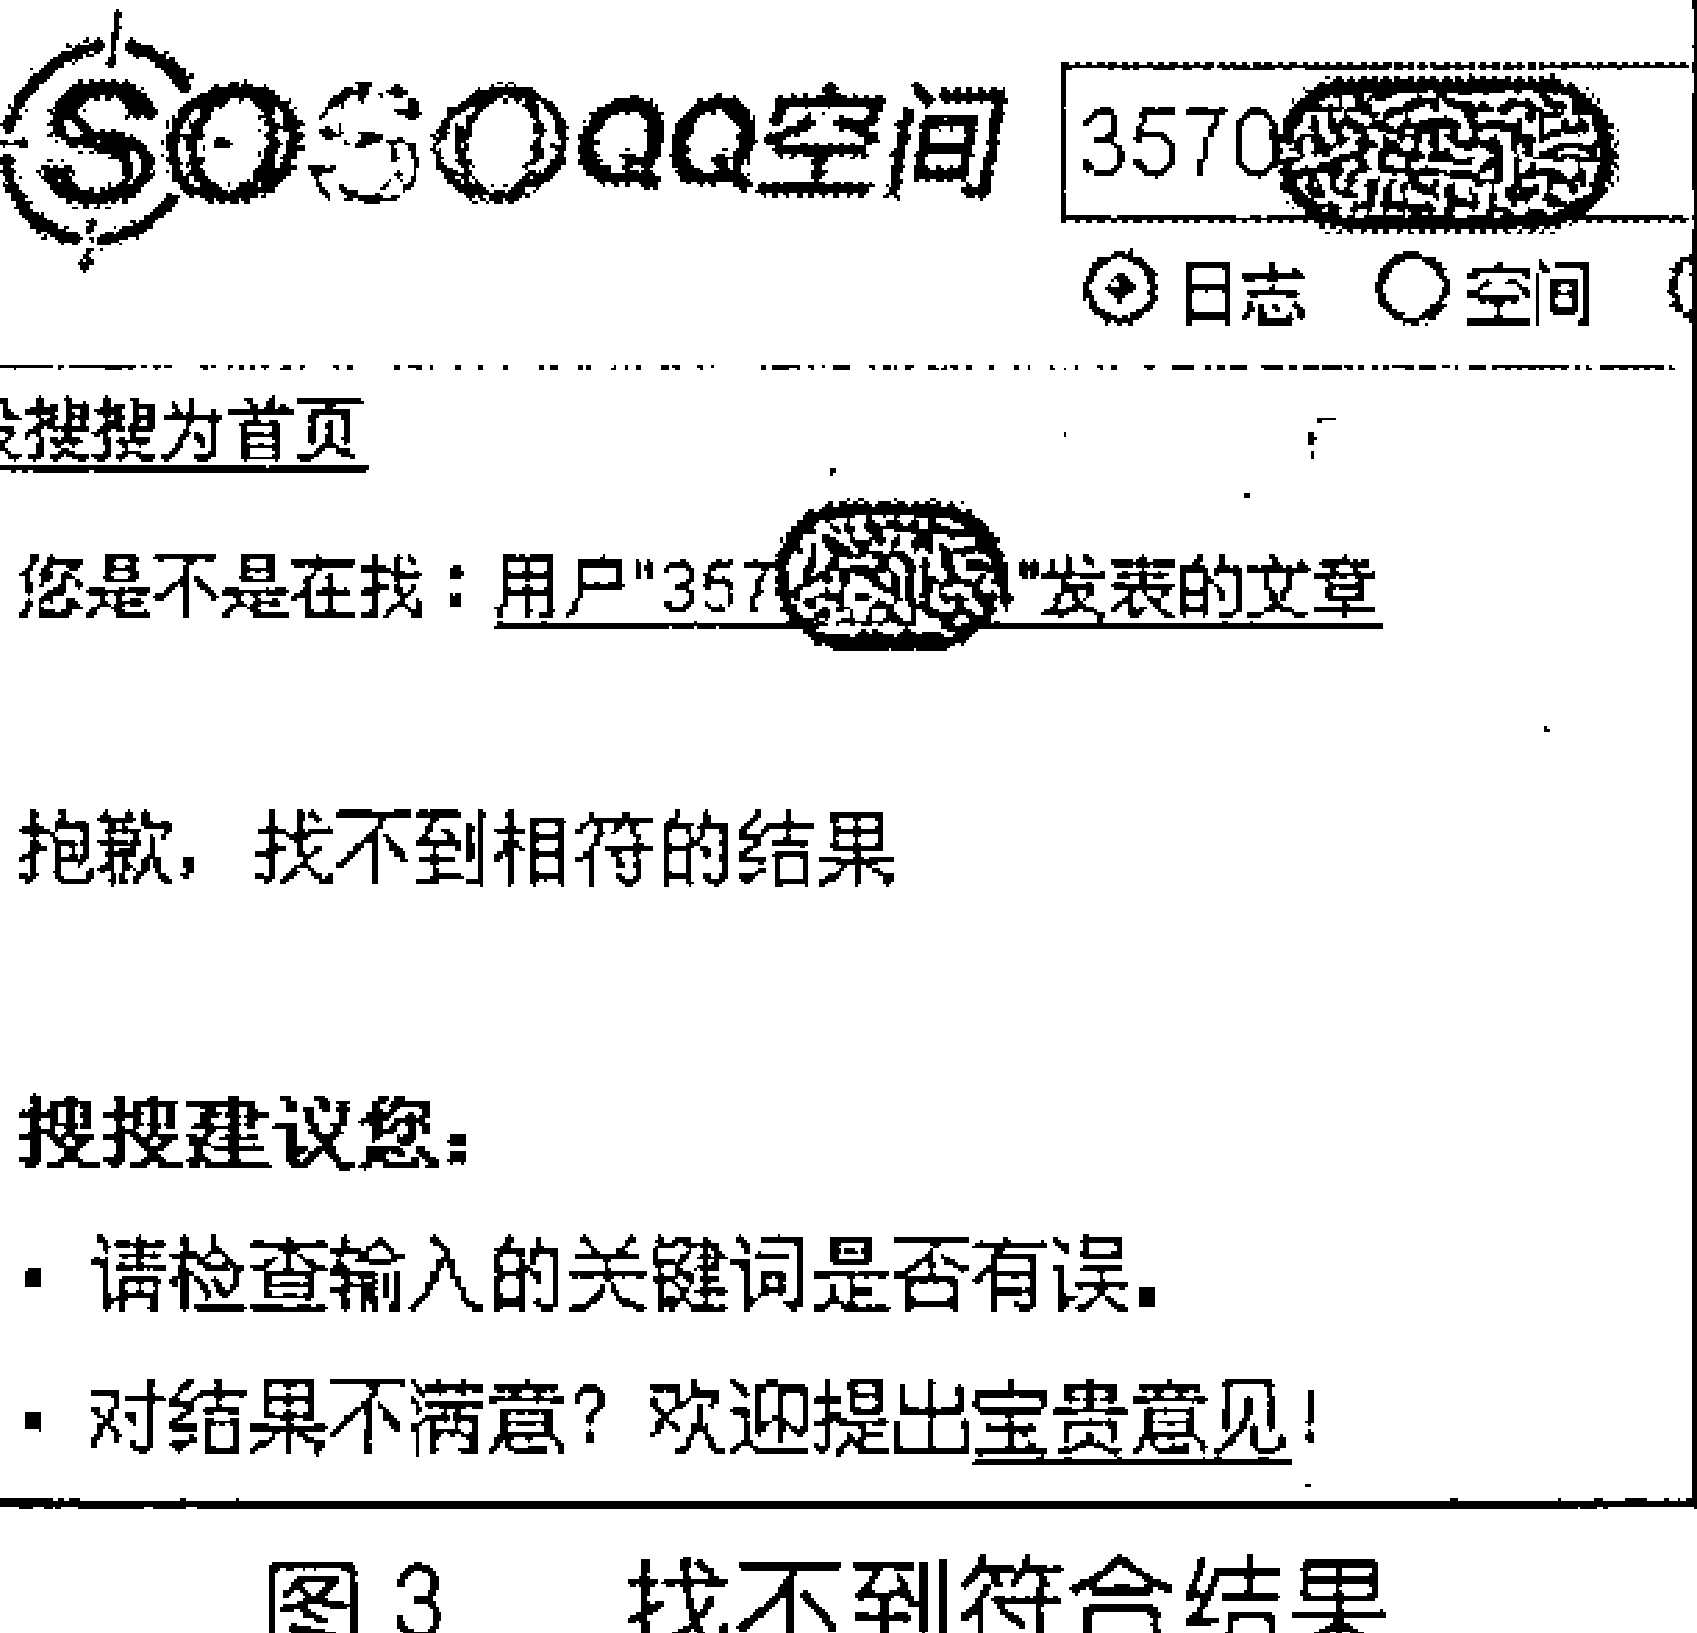 SOSO QQ空间
3570
日志 空间
设搜搜为首页
您是不是在找：用户"357 "发表的文章
抱歉，找不到相符的结果
搜搜建议您：
· 请检查输入的关键词是否有误。
· 对结果不满意？欢迎提出宝贵意见！
图3 找不到符合结果